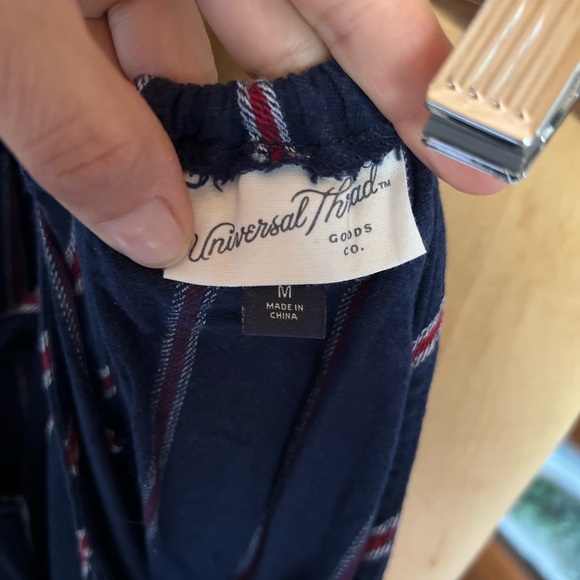 Universal Thread™
GOODS
CO.
M
MADE IN
CHINA